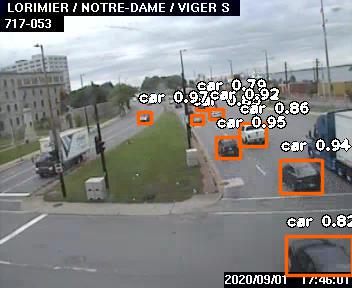 LORIMIER / NOTRE-DAME / VIGER S
717-053
car 0.79
car 0.97
car 0.92
car 0.86
car 0.95
car 0.94
car 0.82
2020/09/01 17:46:01